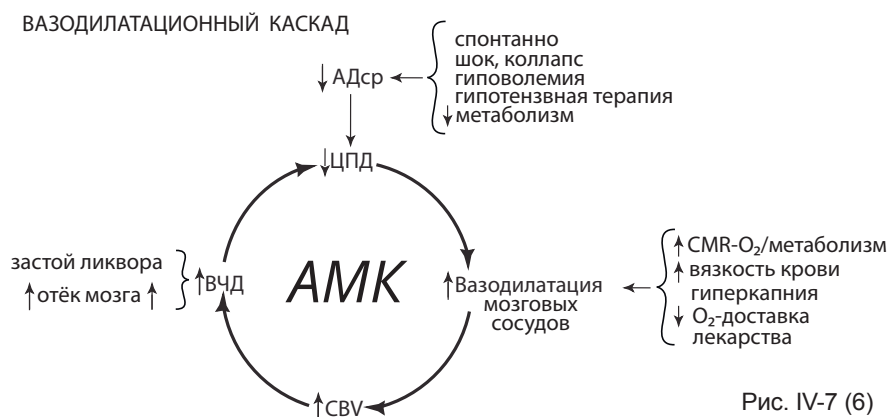 ВАЗОДИЛАТАЦИОННЫЙ КАСКАД
спонтанно
шок, коллапс
гиповолемия
гипотензвная терапия
↓ метаболизм
↓ АДср
↓ЦПД
↑CMR-O₂/метаболизм
↑ вязкость крови
гиперкапния
↓ O₂-доставка
лекарства
↑Вазодилатация
мозговых
сосудов
АМК
застой ликвора
↑отёк мозга↑
↑ВЧД
↑CBV
Рис. IV-7 (6)